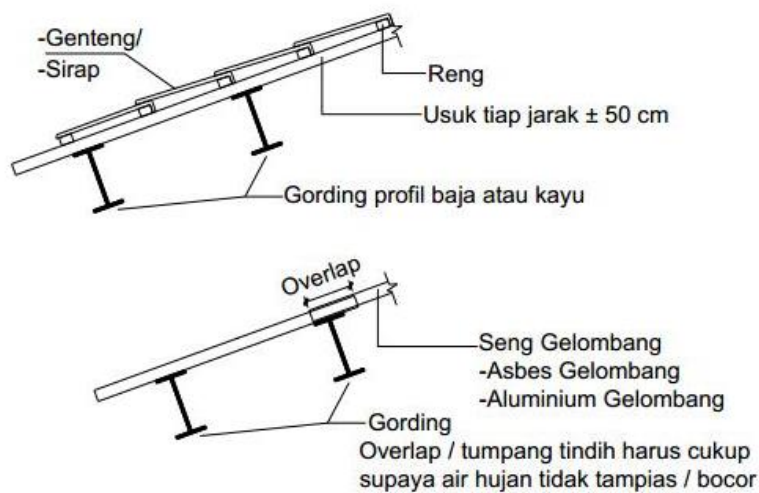 -Genteng/
-Sirap
Reng
Usuk tiap jarak ± 50 cm
Gording profil baja atau kayu
Overlap
Seng Gelombang
-Asbes Gelombang
-Aluminium Gelombang
Gording
Overlap / tumpang tindih harus cukup
supaya air hujan tidak tampias / bocor